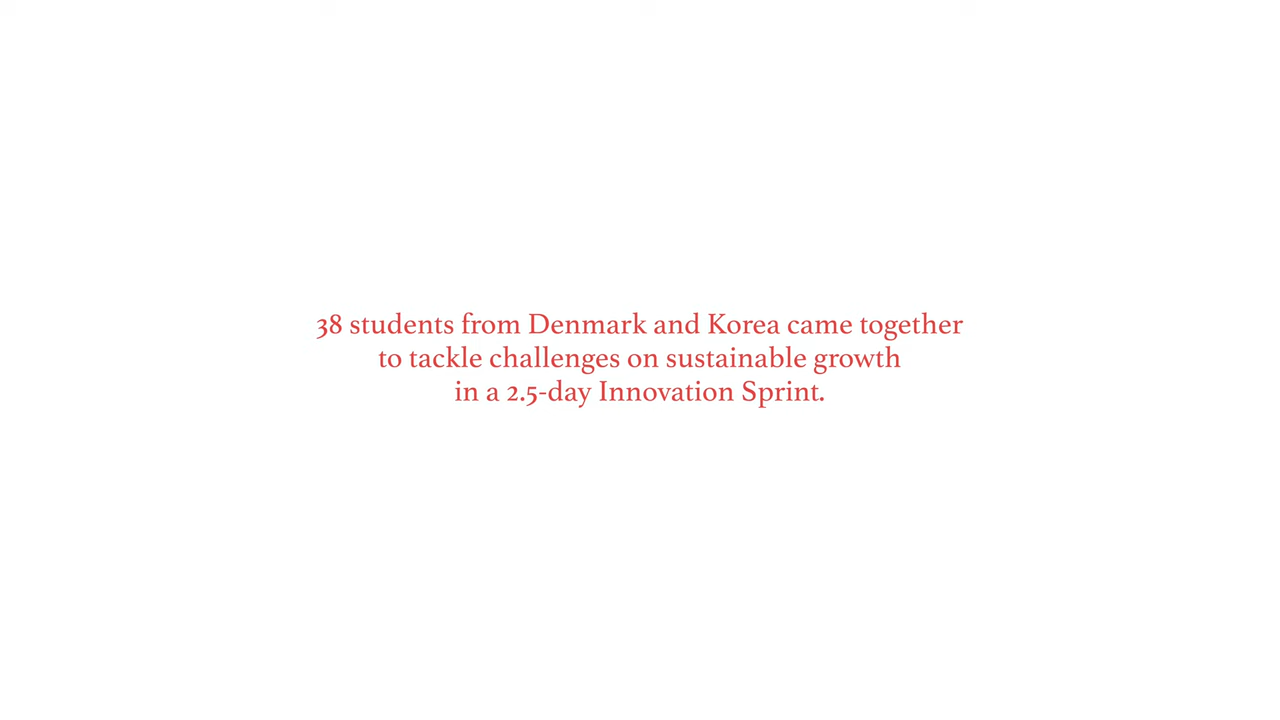 38 students from Denmark and Korea came together
to tackle challenges on sustainable growth
in a 2.5-day Innovation Sprint.